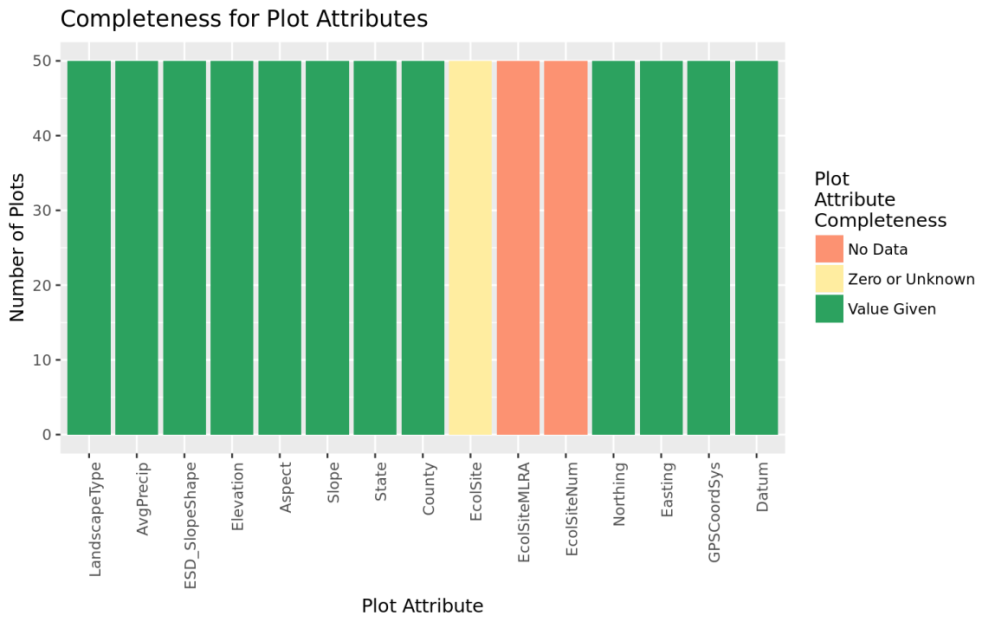 Completeness for Plot Attributes
Number of Plots
50
40
30
20
10
0
LandscapeType
AvgPrecip
ESD_SlopeShape
Elevation
Aspect
Slope
State
County
EcolSite
EcolSiteMLRA
EcolSiteNum
Northing
Easting
GPSCoordSys
Datum
Plot Attribute
Plot
Attribute
Completeness
No Data
Zero or Unknown
Value Given